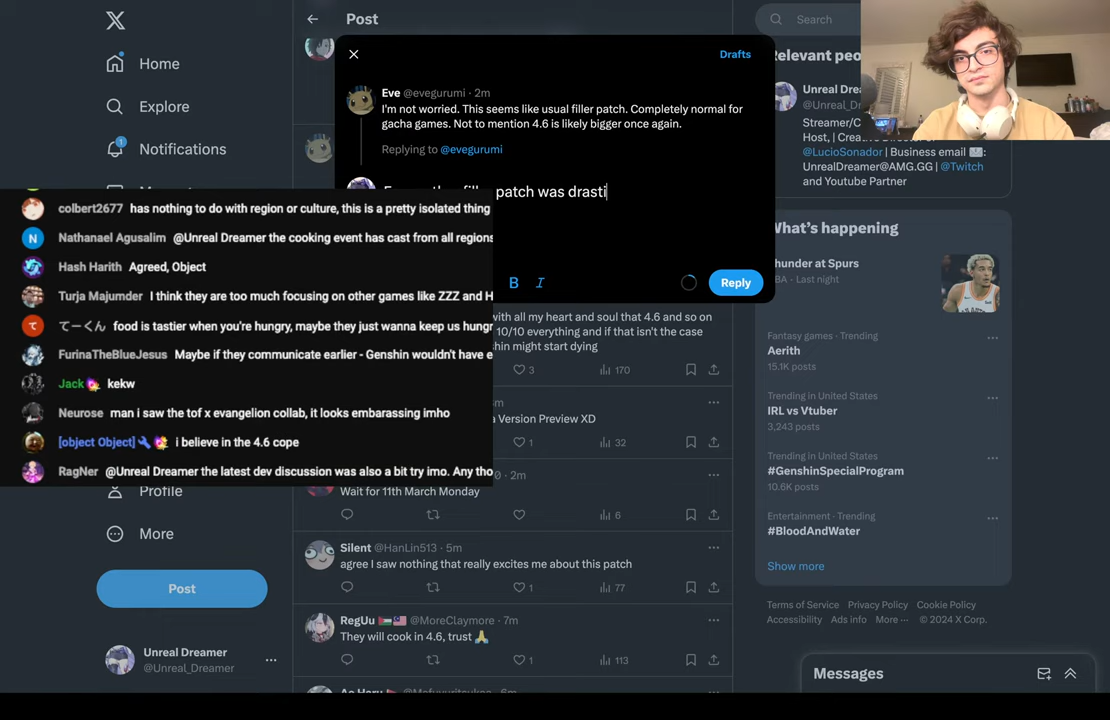 Home
Explore
1
Notifications
Profile
More
Post
Unreal Dreamer
@Unreal_Dreamer
Post
Drafts
Eve @evegurumi · 2m
I'm not worried. This seems like usual filler patch. Completely normal for
gacha games. Not to mention 4.6 is likely bigger once again.
Replying to @evegurumi
patch was drasti
B I
Reply
colbert2677 has nothing to do with region or culture, this is a pretty isolated thing
Nathanael Agusalim @Unreal Dreamer the cooking event has cast from all regions
Hash Harith Agreed, Object
Turja Majumder I think they are too much focusing on other games like ZZZ and H
てーくん food is tastier when you're hungry, maybe they just wanna keep us hungr
FurinaTheBlueJesus Maybe if they communicate earlier - Genshin wouldn't have e
Jack kekw
Neurose man i saw the tof x evangelion collab, it looks embarassing imho
[object Object] i believe in the 4.6 cope
RagNer @Unreal Dreamer the latest dev discussion was also a bit try imo. Any tho
with all my heart and soul that 4.6 and so on
10/10 everything and if that isn't the case
hin might start dying
3 170
Version Preview XD
1 32
· 2m
Wait for 11th March Monday
6
Silent @HanLin513 · 5m
agree I saw nothing that really excites me about this patch
1 77
RegUu @MoreClaymore · 7m
They will cook in 4.6, trust
1 113
Search
Relevant peo
Unreal Drea
@Unreal_Dr
Streamer/C
Host, | Creative
@LucioSonador | Business email :
UnrealDreamer@AMG.GG | @Twitch
and Youtube Partner
What's happening
Thunder at Spurs
NBA · Last night
Fantasy games · Trending
Aerith
15.1K posts
Trending in United States
IRL vs Vtuber
3,243 posts
Trending in United States
#GenshinSpecialProgram
10.6K posts
Entertainment · Trending
#BloodAndWater
Show more
Terms of Service Privacy Policy Cookie Policy
Accessibility Ads info More ··· © 2024 X Corp.
Messages